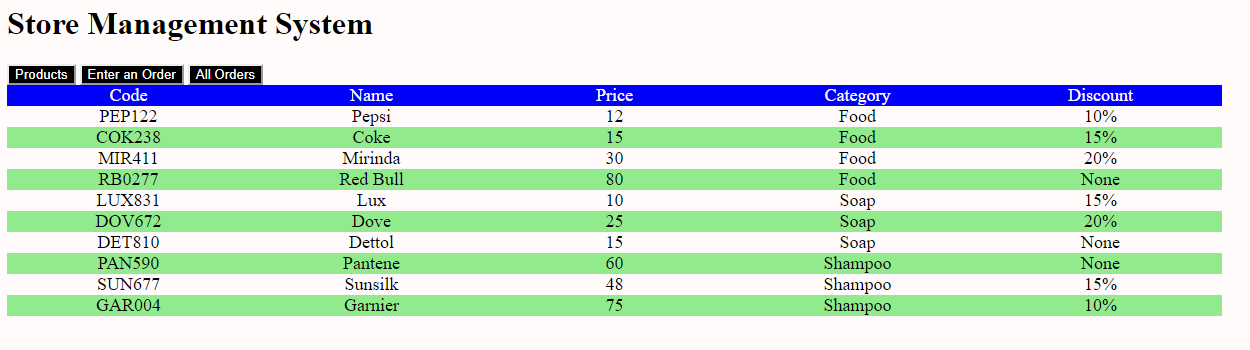 Store Management System
Products Enter an Order All Orders
Code Name Price Category Discount
PEP122 Pepsi 12 Food 10%
COK238 Coke 15 Food 15%
MIR411 Mirinda 30 Food 20%
RB0277 Red Bull 80 Food None
LUX831 Lux 10 Soap 15%
DOV672 Dove 25 Soap 20%
DET810 Dettol 15 Soap None
PAN590 Pantene 60 Shampoo None
SUN677 Sunsilk 48 Shampoo 15%
GAR004 Garnier 75 Shampoo 10%